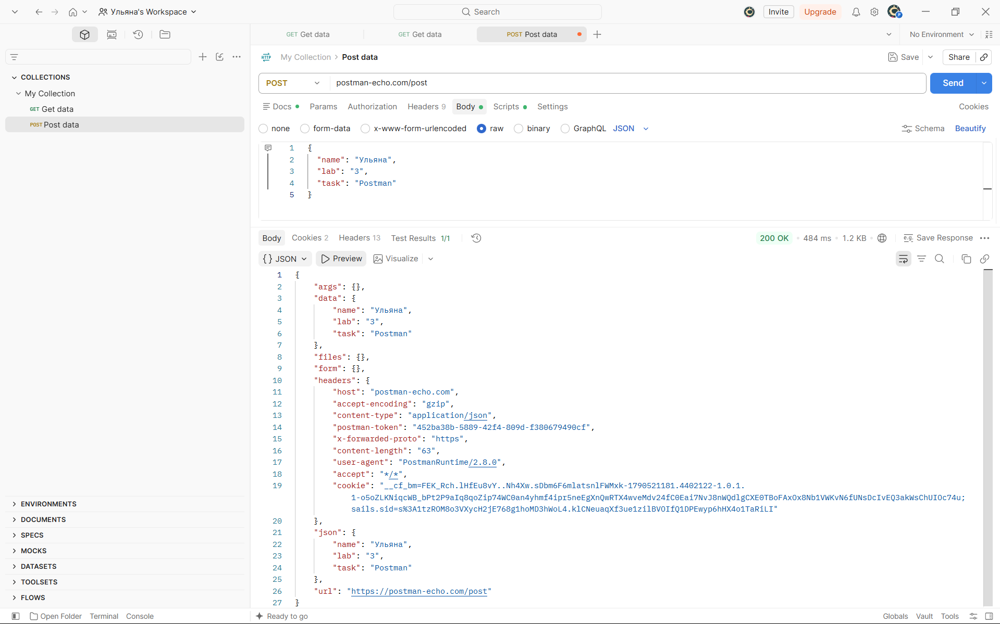 Ульяна's Workspace
Search
Invite
Upgrade
GET Get data
GET Get data
POST Post data
No Environment
My Collection > Post data
Save
Share
COLLECTIONS
My Collection
GET Get data
POST Post data
POST
postman-echo.com/post
Send
Docs
Params
Authorization
Headers 9
Body
Scripts
Settings
Cookies
none
form-data
x-www-form-urlencoded
raw
binary
GraphQL
JSON
Schema
Beautify
1 {
2 "name": "Ульяна",
3 "lab": "3",
4 "task": "Postman"
5 }
Body
Cookies 2
Headers 13
Test Results 1/1
200 OK
484 ms
1.2 KB
e.g. Save Response
{} JSON
Preview
Visualize
1 {
2 "args": {},
3 "data": {
4 "name": "Ульяна",
5 "lab": "3",
6 "task": "Postman"
7 },
8 "files": {},
9 "form": {},
10 "headers": {
11 "host": "postman-echo.com",
12 "accept-encoding": "gzip",
13 "content-type": "application/json",
14 "postman-token": "452ba38b-5889-42f4-809d-f380679490cf",
15 "x-forwarded-proto": "https",
16 "content-length": "63",
17 "user-agent": "PostmanRuntime/2.8.0",
18 "accept": "*/*",
19 "cookie": "__cf_bm=FEK_Rch.lHfEu8vY..Nh4Xw.sDbm6F6mlatsnlFWMxk-1790521181.4402122-1.0.1.
1-o5oZLKNiqcWB_bPt2P9aIq8qoZip74WC0an4yhmf4ipr5neEgXnQwRTX4wveMdv24fC0Eai7NvJ8nWQdlgCXE0TBoFAxOx8Nb1VWKvN6fUNsDcIvEQ3akWsChUIOc74u;
sails.sid=s%3A1tzROM8o3VXycH2jE768g1hoMD3hWoL4.klCNeuaqXf3ue1zilBVOIfQ1DPEwyp6hHX4o1TaRiLI"
20 },
21 "json": {
22 "name": "Ульяна",
23 "lab": "3",
24 "task": "Postman"
25 },
26 "url": "https://postman-echo.com/post"
27 }
ENVIRONMENTS
DOCUMENTS
SPECS
MOCKS
DATASETS
TOOLSETS
FLOWS
Open Folder
Terminal
Console
Ready to go
Globals
Vault
Tools